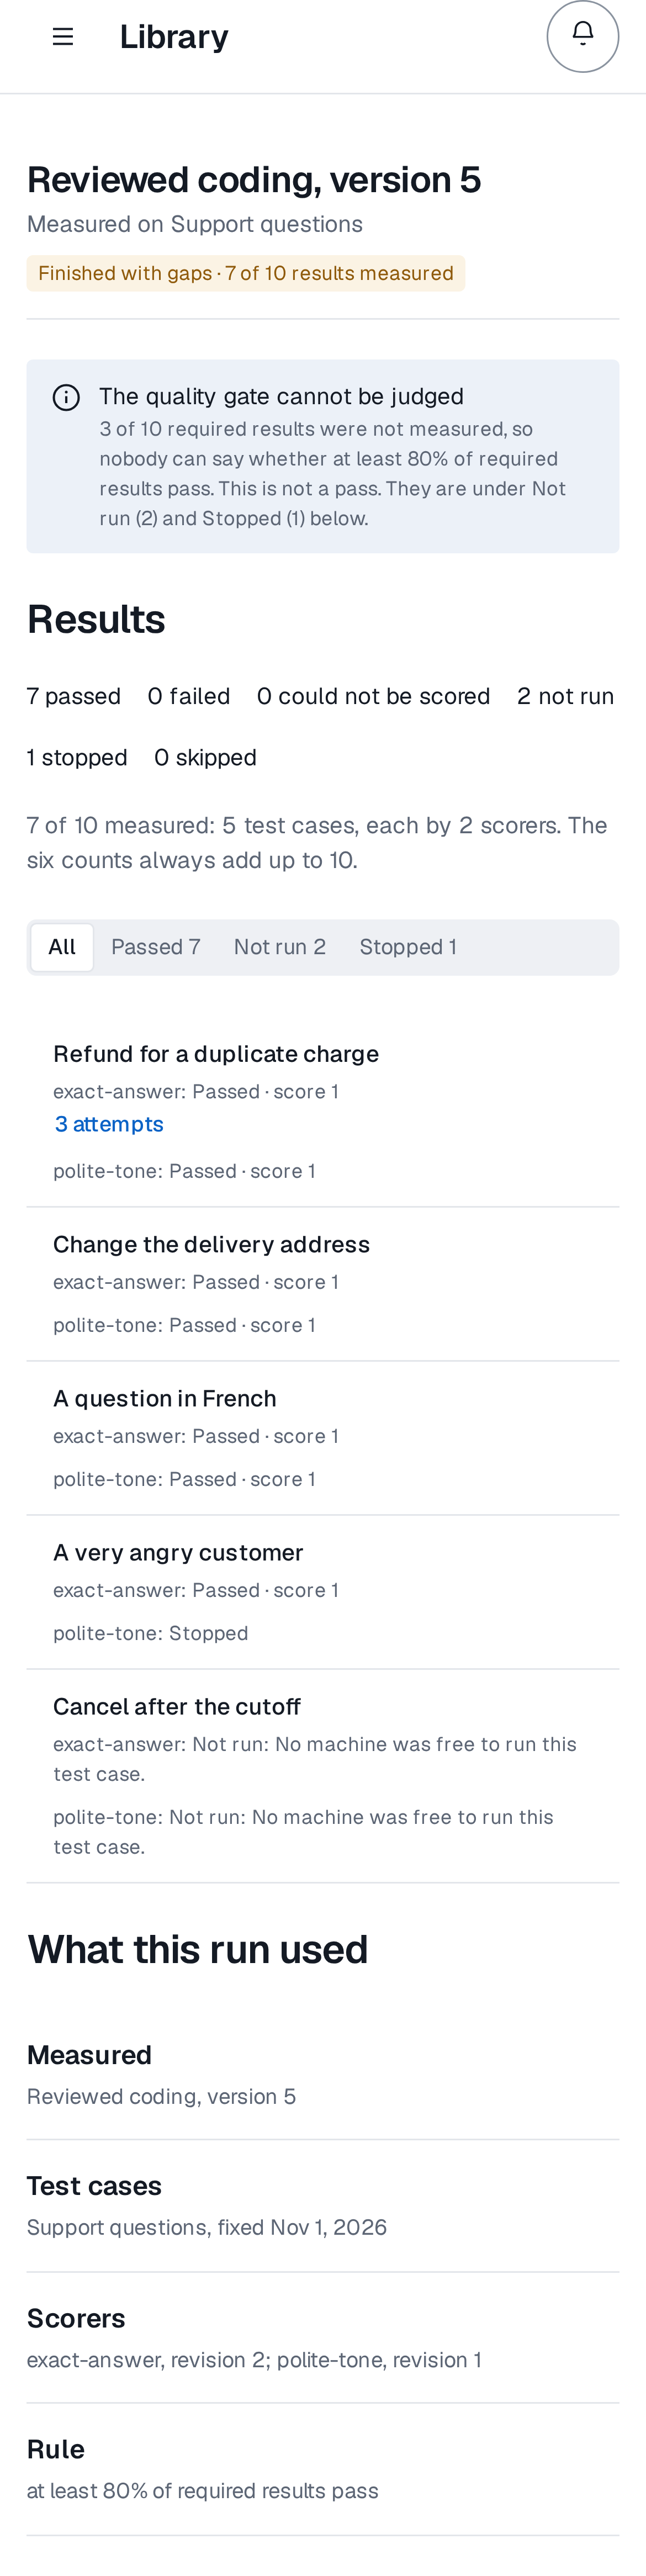 Library
Reviewed coding, version 5
Measured on Support questions
Finished with gaps · 7 of 10 results measured
The quality gate cannot be judged
3 of 10 required results were not measured, so
nobody can say whether at least 80% of required
results pass. This is not a pass. They are under Not
run (2) and Stopped (1) below.
Results
7 passed 0 failed 0 could not be scored 2 not run
1 stopped 0 skipped
7 of 10 measured: 5 test cases, each by 2 scorers. The
six counts always add up to 10.
All Passed 7 Not run 2 Stopped 1
Refund for a duplicate charge
exact-answer: Passed · score 1
3 attempts
polite-tone: Passed · score 1
Change the delivery address
exact-answer: Passed · score 1
polite-tone: Passed · score 1
A question in French
exact-answer: Passed · score 1
polite-tone: Passed · score 1
A very angry customer
exact-answer: Passed · score 1
polite-tone: Stopped
Cancel after the cutoff
exact-answer: Not run: No machine was free to run this
test case.
polite-tone: Not run: No machine was free to run this
test case.
What this run used
Measured
Reviewed coding, version 5
Test cases
Support questions, fixed Nov 1, 2026
Scorers
exact-answer, revision 2; polite-tone, revision 1
Rule
at least 80% of required results pass